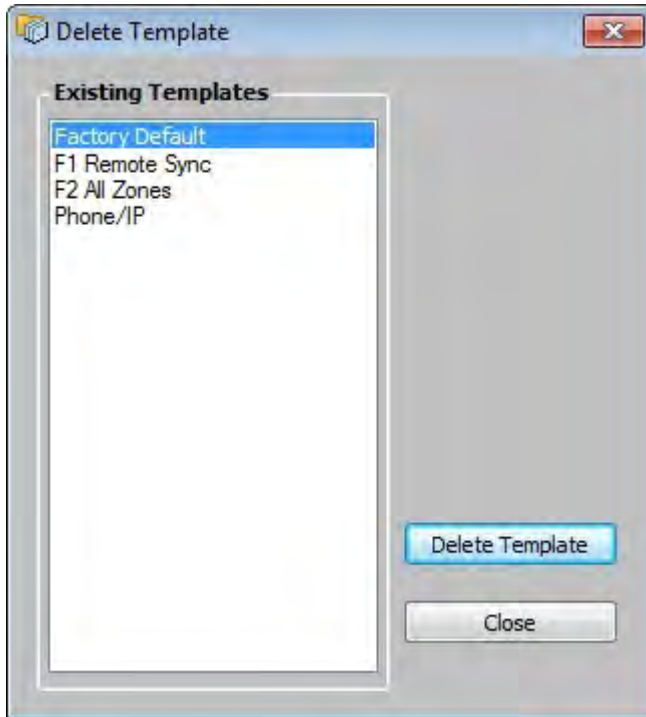 Delete Template
Existing Templates
Factory Default
F1 Remote Sync
F2 All Zones
Phone/IP
Delete Template
Close